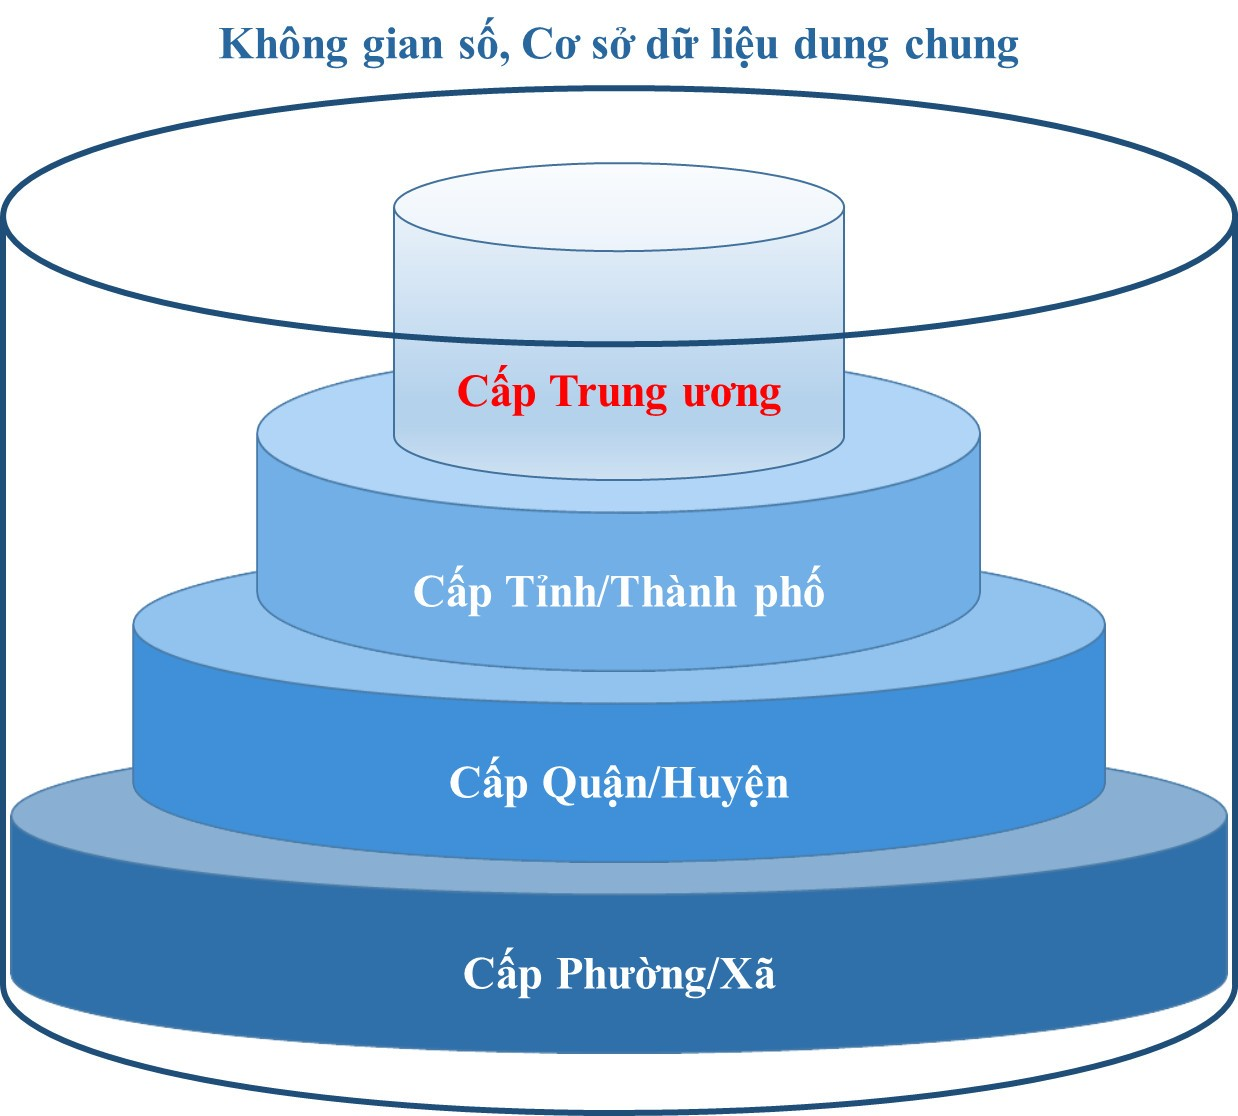 Không gian số, Cơ sở dữ liệu dung chung
Cấp Trung ương
Cấp Tỉnh/Thành phố
Cấp Quận/Huyện
Cấp Phường/Xã